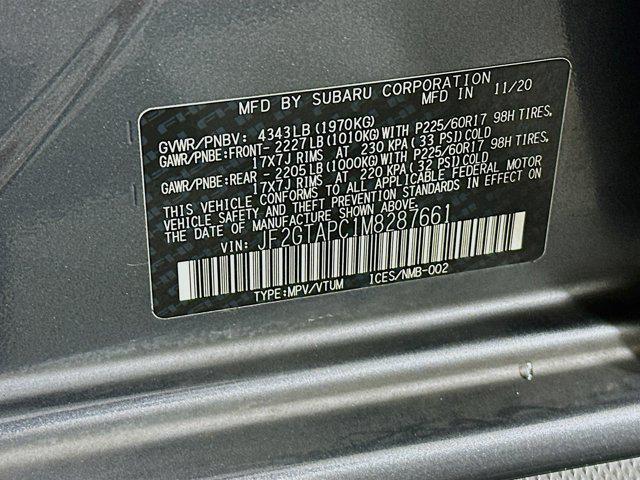 MFD BY SUBARU CORPORATION
MFD IN 11/20
GVWR/PNBV: 4343LB(1970KG)
GAWR/PNBE:FRONT-2227LB(1010KG)WITH P225/60R17 98H TIRES,
17X7J RIMS AT 230 KPA(33 PSI)COLD
GAWR/PNBE:REAR -2205LB(1000KG)WITH P225/60R17 98H TIRES,
17X7J RIMS AT 220 KPA(32 PSI)COLD
THIS VEHICLE CONFORMS TO ALL APPLICABLE FEDERAL MOTOR
VEHICLE SAFETY AND THEFT PREVENTION STANDARDS IN EFFECT ON
THE DATE OF MANUFACTURE SHOWN ABOVE.
VIN: JF2GTAPC1M8287661
TYPE:MPV/VTUM ICES/NMB-002